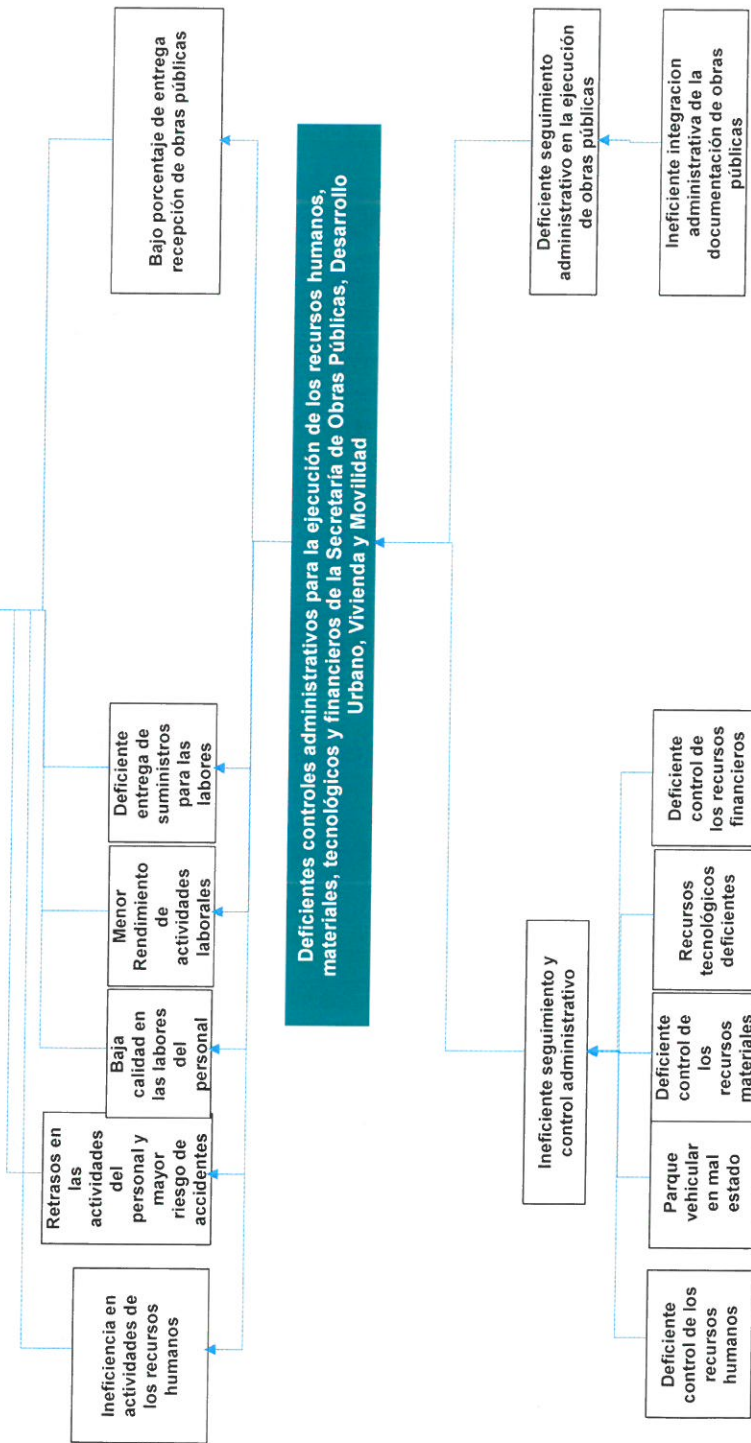 Ineficiencia en
actividades de
los recursos
humanos
Retrasos en
las
actividades
del
personal y
mayor
riesgo de
accidentes
Baja
calidad en
las labores
del
personal
Menor
Rendimiento
de
actividades
laborales
Deficiente
entrega de
suministros
para las
labores
Bajo porcentaje de entrega
recepción de obras públicas
Deficientes controles administrativos para la ejecución de los recursos humanos,
materiales, tecnológicos y financieros de la Secretaría de Obras Públicas, Desarrollo
Urbano, Vivienda y Movilidad
Ineficiente seguimiento y
control administrativo
Deficiente seguimiento
administrativo en la ejecución
de obras públicas
Deficiente
control de los
recursos
humanos
Parque
vehicular
en mal
estado
Deficiente
control de
los
recursos
materiales
Recursos
tecnológicos
deficientes
Deficiente
control de
los recursos
financieros
Ineficiente integracion
administrativa de la
documentación de obras
públicas